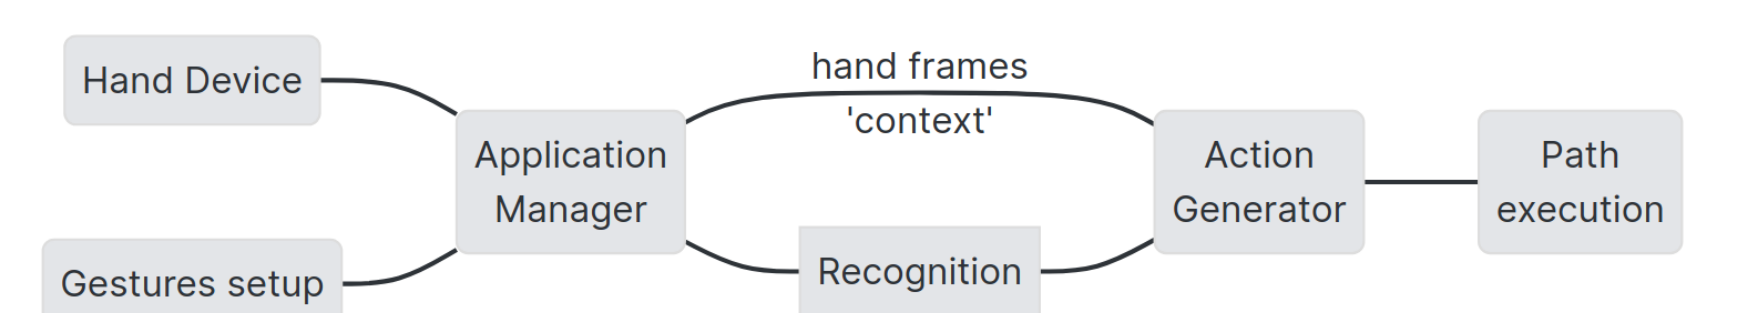 Hand Device
hand frames
'context'
Application
Manager
Action
Generator
Path
execution
Gestures setup
Recognition